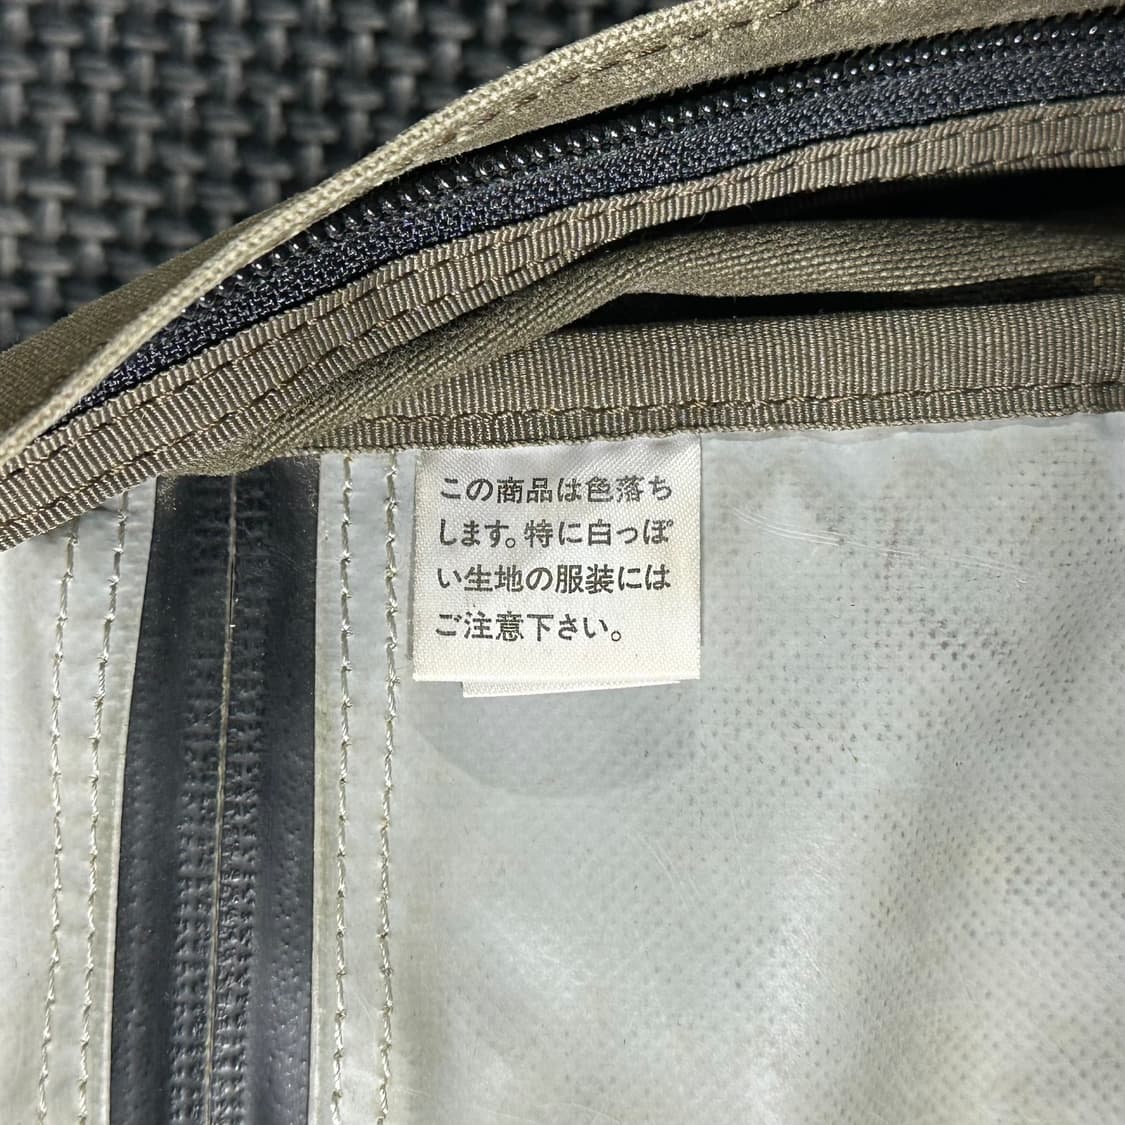 この商品は色落ち
します。特に白っぽ
い生地の服装には
ご注意下さい。